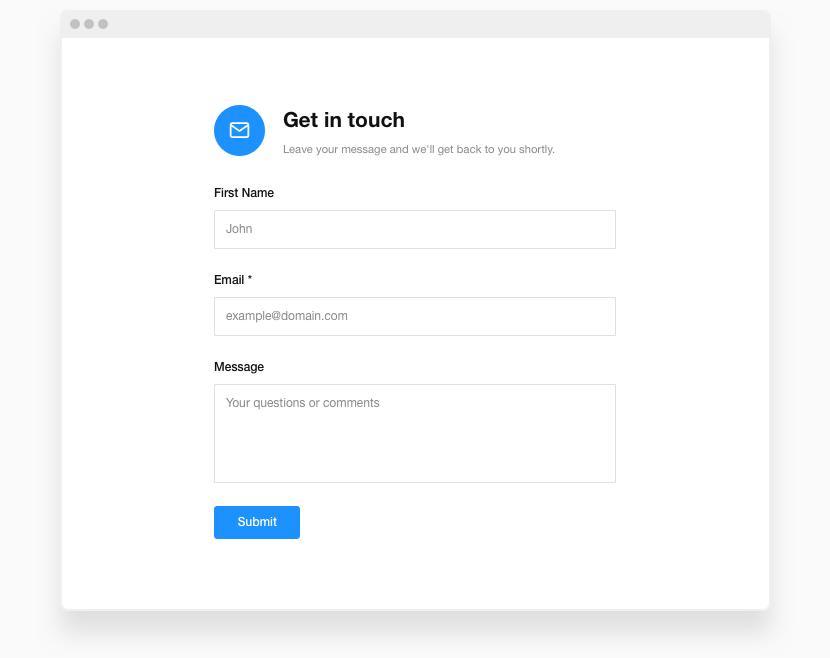 Get in touch
Leave your message and we'll get back to you shortly.
First Name
John
Email *
example@domain.com
Message
Your questions or comments
Submit